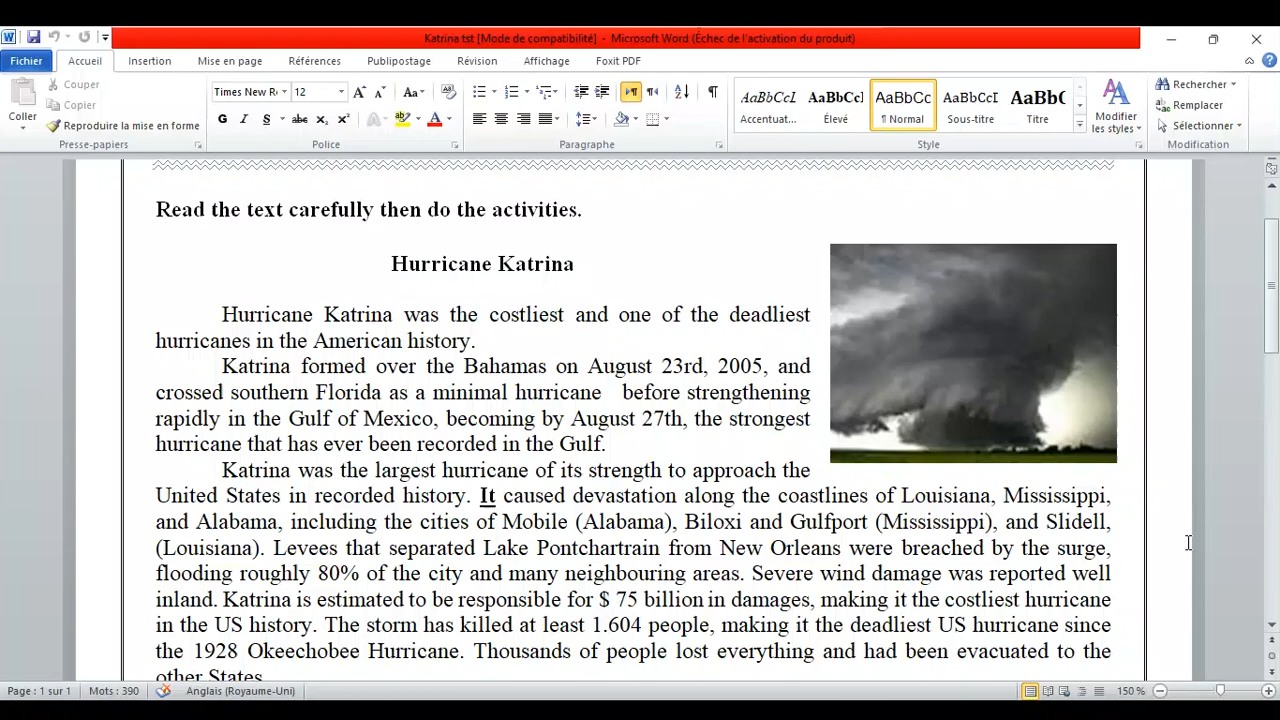 Katrina tst [Mode de compatibilité] - Microsoft Word (Échec de l'activation du produit)
Fichier Accueil Insertion Mise en page Références Publipostage Révision Affichage Foxit PDF
Coller
Couper
Copier
Reproduire la mise en forme
Presse-papiers
Times New R 12
G I S abc
Police
Paragraphe
AaBbCcL AaBbCcI AaBbCc AaBbCcI AaBbC
Accentuat... Élevé ¶ Normal Sous-titre Titre
Modifier les styles
Style
Rechercher
Remplacer
Sélectionner
Modification
Read the text carefully then do the activities.
Hurricane Katrina
Hurricane Katrina was the costliest and one of the deadliest
hurricanes in the American history.
Katrina formed over the Bahamas on August 23rd, 2005, and
crossed southern Florida as a minimal hurricane before strengthening
rapidly in the Gulf of Mexico, becoming by August 27th, the strongest
hurricane that has ever been recorded in the Gulf.
Katrina was the largest hurricane of its strength to approach the
United States in recorded history. It caused devastation along the coastlines of Louisiana, Mississippi,
and Alabama, including the cities of Mobile (Alabama), Biloxi and Gulfport (Mississippi), and Slidell,
(Louisiana). Levees that separated Lake Pontchartrain from New Orleans were breached by the surge,
flooding roughly 80% of the city and many neighbouring areas. Severe wind damage was reported well
inland. Katrina is estimated to be responsible for $ 75 billion in damages, making it the costliest hurricane
in the US history. The storm has killed at least 1.604 people, making it the deadliest US hurricane since
the 1928 Okeechobee Hurricane. Thousands of people lost everything and had been evacuated to the
other States.
Page : 1 sur 1 Mots : 390 Anglais (Royaume-Uni) 150 %